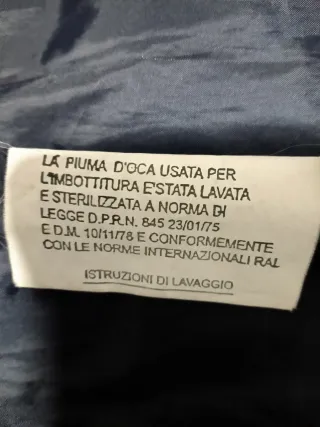 LA PIUMA D'OCA USATA PER
L'IMBOTTITURA E'STATA LAVATA
E STERILIZZATA A NORMA DI
LEGGE D.P.R.N. 845 23/01/75
E D.M. 10/11/78 E CONFORMEMENTE
CON LE NORME INTERNAZIONALI RAL
ISTRUZIONI DI LAVAGGIO